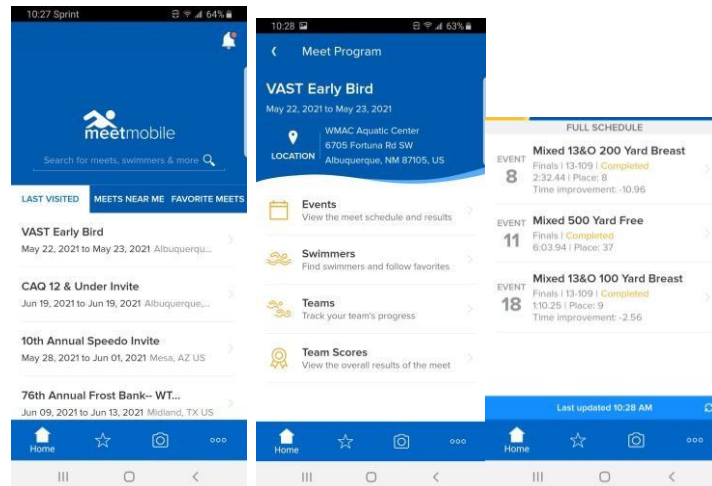 10:27 Sprint
64%
meetmobile
Search for meets, swimmers & more
LAST VISITED
MEETS NEAR ME
FAVORITE MEETS
VAST Early Bird
May 22, 2021 to May 23, 2021 Albuquerqu...
CAQ 12 & Under Invite
Jun 19, 2021 to Jun 19, 2021 Albuquerque,...
10th Annual Speedo Invite
May 28, 2021 to Jun 01, 2021 Mesa, AZ US
76th Annual Frost Bank-- WT...
Jun 09, 2021 to Jun 13, 2021 Midland, TX US
Home
10:28
63%
Meet Program
VAST Early Bird
May 22, 2021 to May 23, 2021
LOCATION
WMAC Aquatic Center
6705 Fortuna Rd SW
Albuquerque, NM 87105, US
Events
View the meet schedule and results
Swimmers
Find swimmers and follow favorites.
Teams
Track your team's progress
Team Scores
View the overall results of the meet
Home
FULL SCHEDULE
EVENT
8
Mixed 13&O 200 Yard Breast
Finals | 13-109 | Completed
2:32.44 | Place: 8
Time improvement: -10.96
EVENT
11
Mixed 500 Yard Free
Finals | Completed
6:03.94 | Place: 37
EVENT
18
Mixed 13&O 100 Yard Breast
Finals | 13-109 | Completed
1:10.25 | Place: 9
Time improvement: -2.56
Last updated 10:28 AM
Home